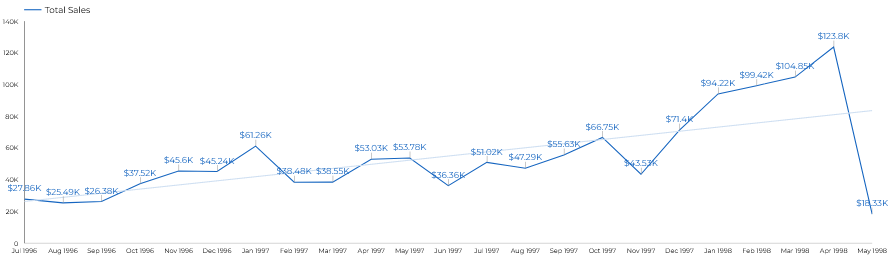 Total Sales
140K
120K
100K
80K
60K
40K
20K
0
$27.86K
$25.49K
$26.38K
$37.52K
$45.6K
$45.24K
$61.26K
$38.48K
$38.55K
$53.03K
$53.78K
$36.36K
$51.02K
$47.29K
$55.63K
$66.75K
$43.53K
$71.4K
$94.22K
$99.42K
$104.85K
$123.8K
$18.33K
Jul 1996 Aug 1996 Sep 1996 Oct 1996 Nov 1996 Dec 1996 Jan 1997 Feb 1997 Mar 1997 Apr 1997 May 1997 Jun 1997 Jul 1997 Aug 1997 Sep 1997 Oct 1997 Nov 1997 Dec 1997 Jan 1998 Feb 1998 Mar 1998 Apr 1998 May 1998